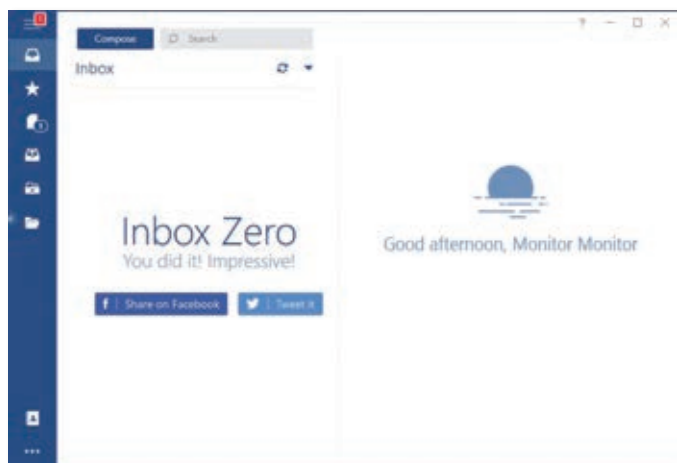 Compose
Search
Inbox
Inbox Zero
You did it! Impressive!
f Share on Facebook
Tweet it
Good afternoon, Monitor Monitor
?